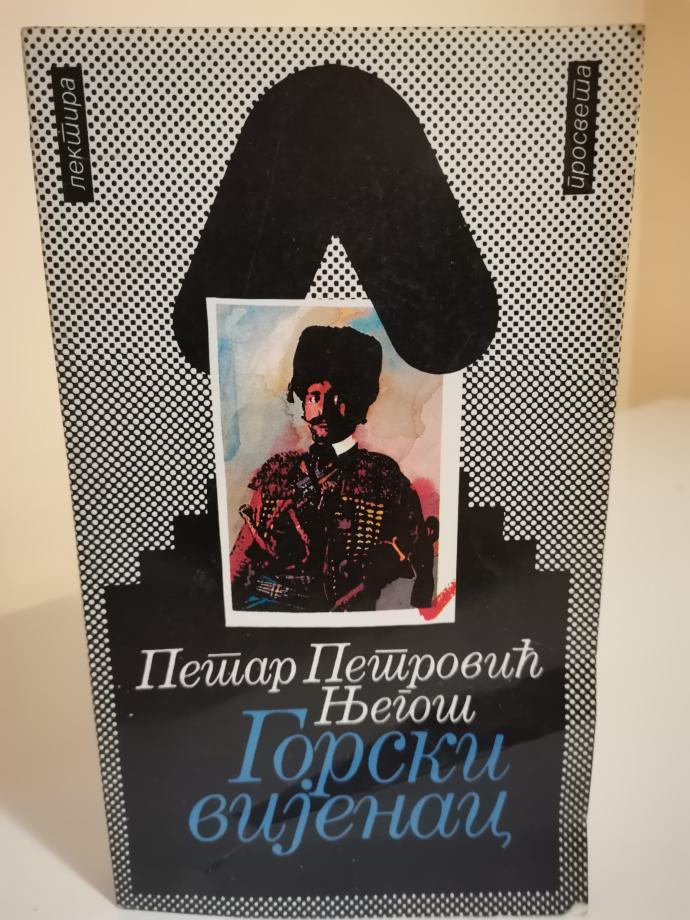 лектира
просвета
Петар Петровић
Његош
Горски
вијенац